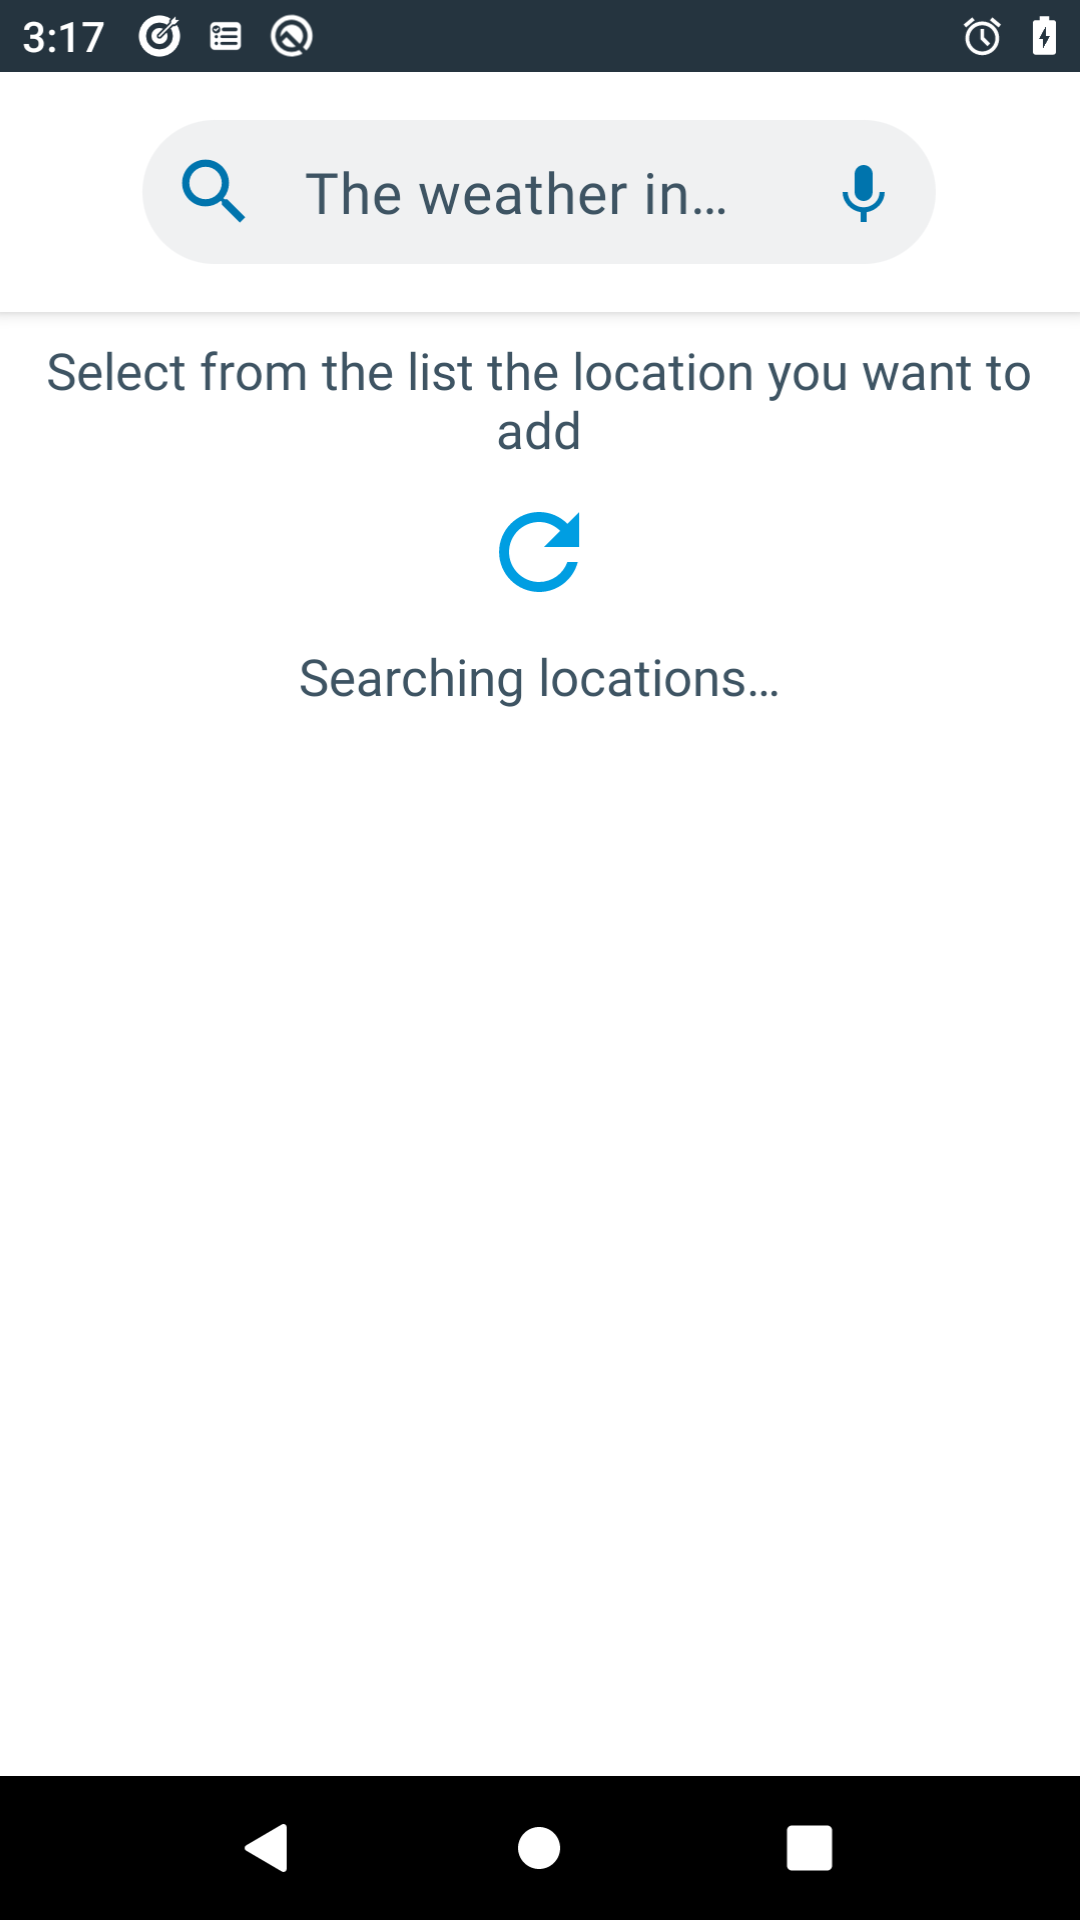 3:17
The weather in...
Select from the list the location you want to
add
Searching locations...